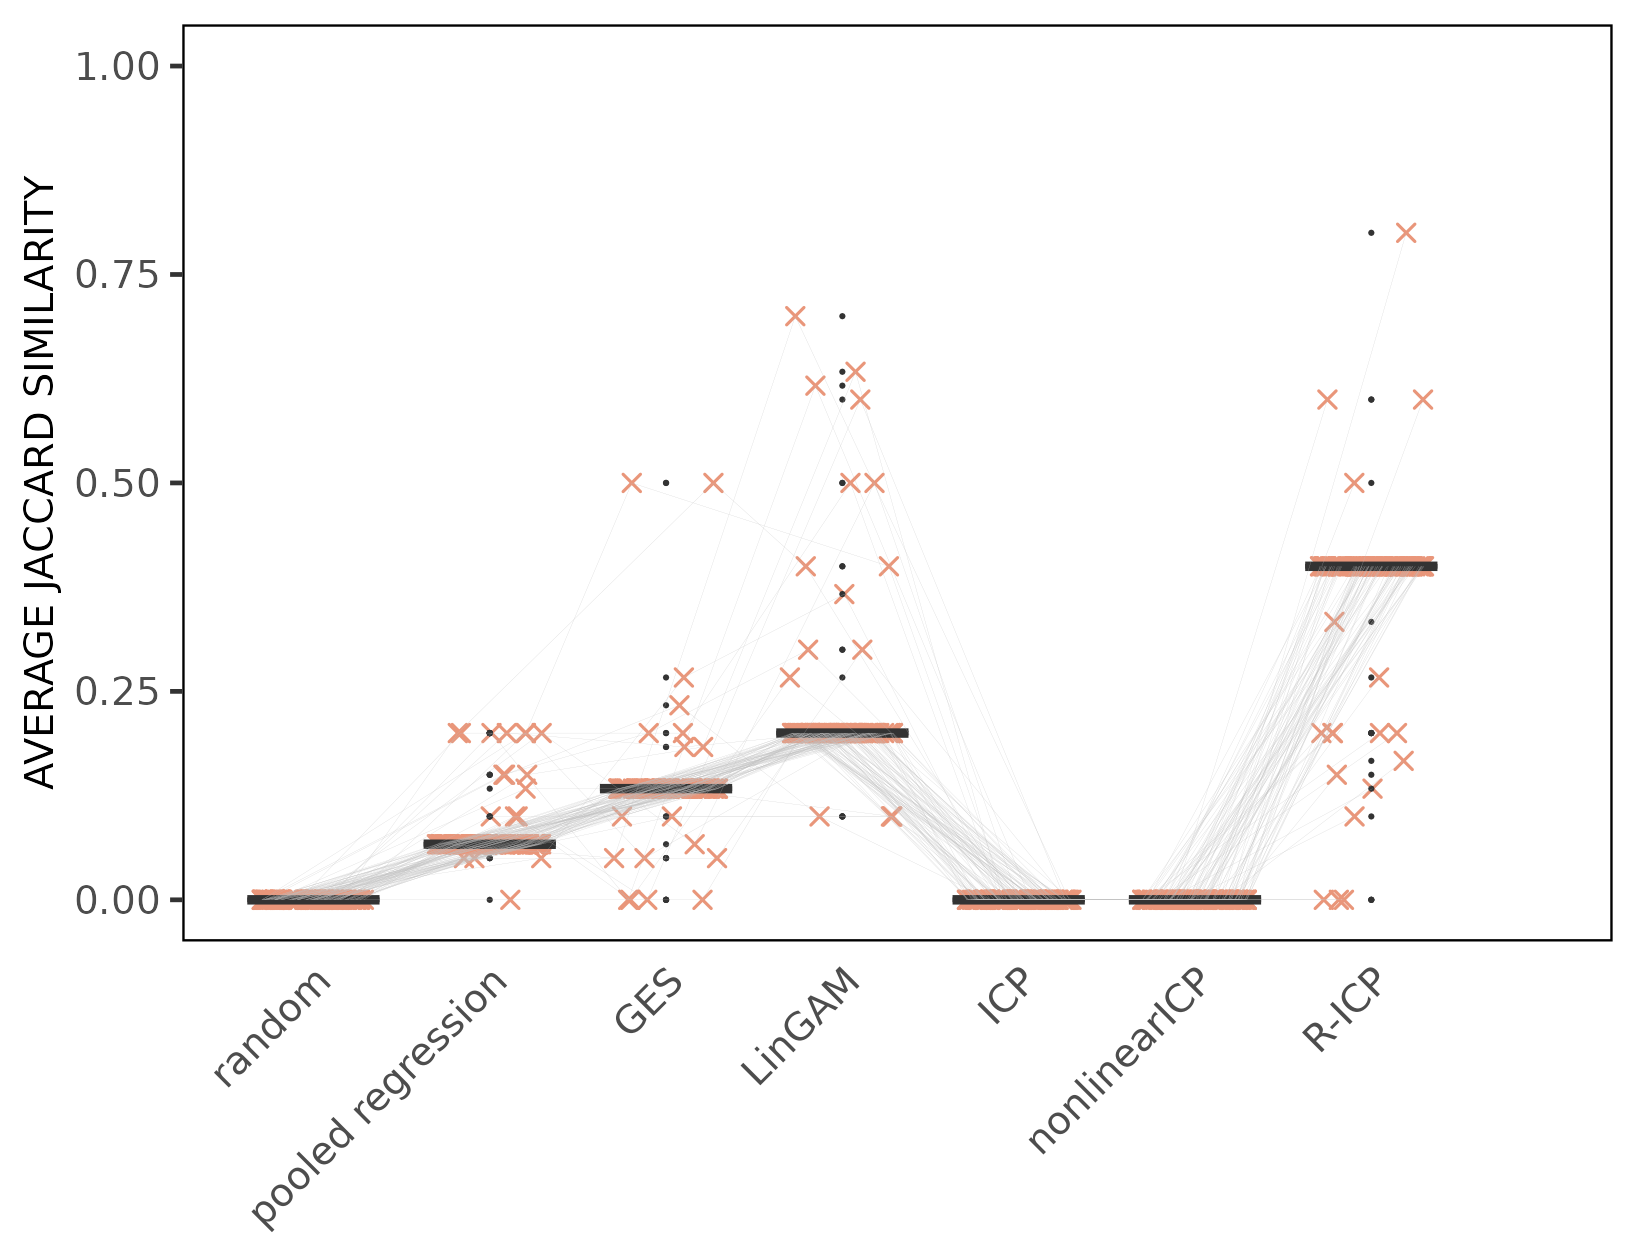 AVERAGE JACCARD SIMILARITY
1.00
0.75
0.50
0.25
0.00
random
pooled regression
GES
LinGAM
ICP
nonlinearICP
R-ICP